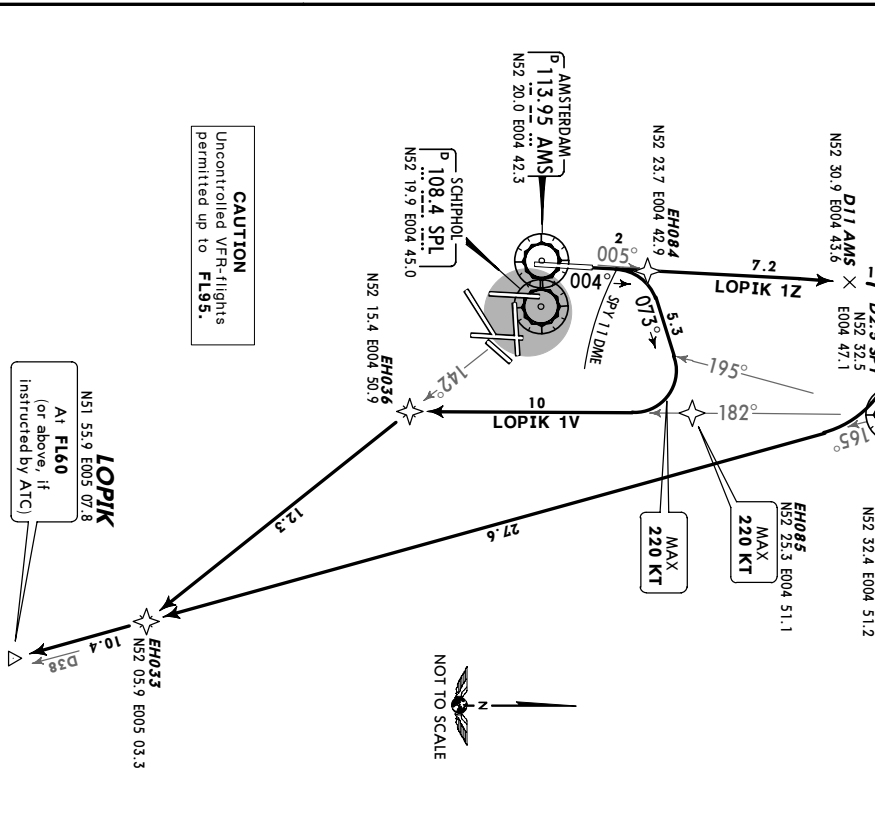 CAUTION
Uncontrolled VFR-flights
permitted up to FL95.
AMSTERDAM
D 113.95 AMS
N52 20.0 E004 42.3
SCHIPHOL
D 108.4 SPL
N52 19.9 E004 45.0
EH084
N52 23.7 E004 42.9
D11 AMS
N52 30.9 E004 43.6
N52 32.5
E004 47.1
N52 32.4 E004 51.2
7.2
LOPIK 1Z
2
005°
004°
SPY 11 DME
073°
5.3
195°
182°
165°
10
LOPIK 1V
142°
EH036
N52 15.4 E004 50.9
EH085
N52 25.3 E004 51.1
MAX
220 KT
MAX
220 KT
12.3
27.6
EH033
N52 05.9 E005 03.3
10.4
D38
LOPIK
N51 55.9 E005 07.8
At FL60
(or above, if
instructed by ATC)
N
NOT TO SCALE